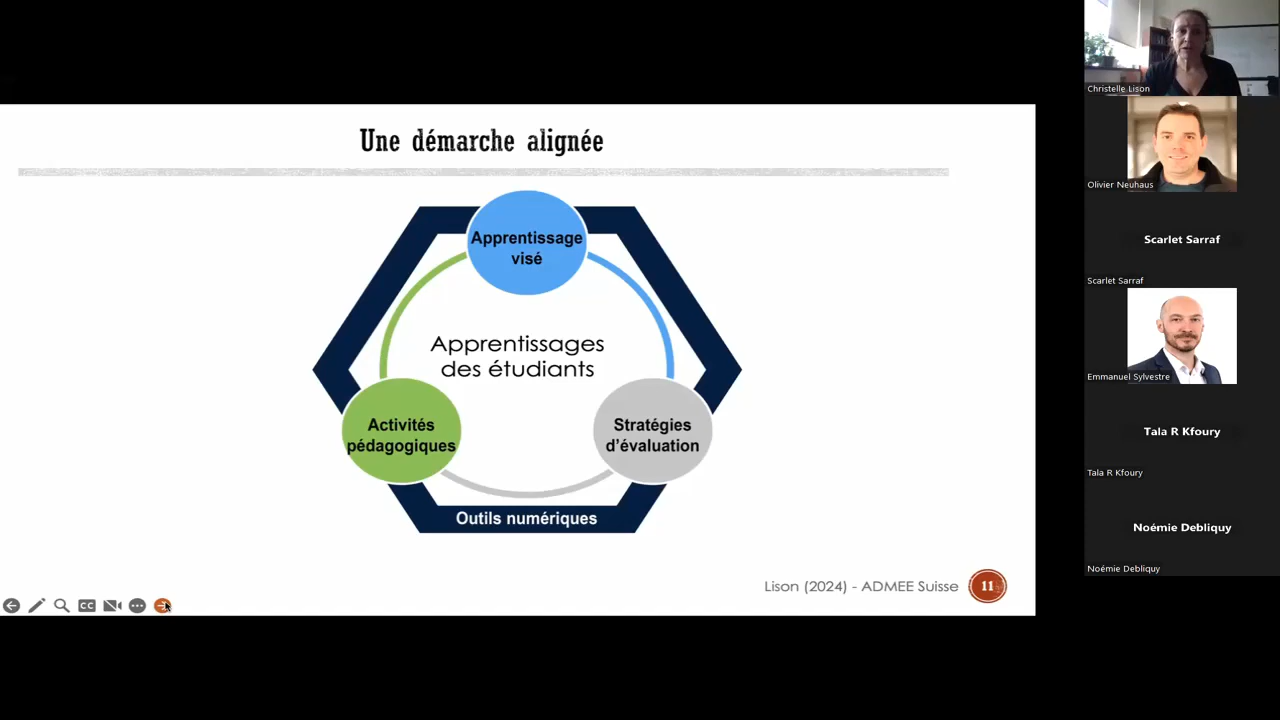 Une démarche alignée
Apprentissage
visé
Apprentissages
des étudiants
Activités
pédagogiques
Stratégies
d'évaluation
Outils numériques
Lison (2024) - ADMEE Suisse
11
CC
Christelle Lison
Olivier Neuhaus
Scarlet Sarraf
Scarlet Sarraf
Emmanuel Sylvestre
Tala R Kfoury
Tala R Kfoury
Noémie Debliquy
Noémie Debliquy